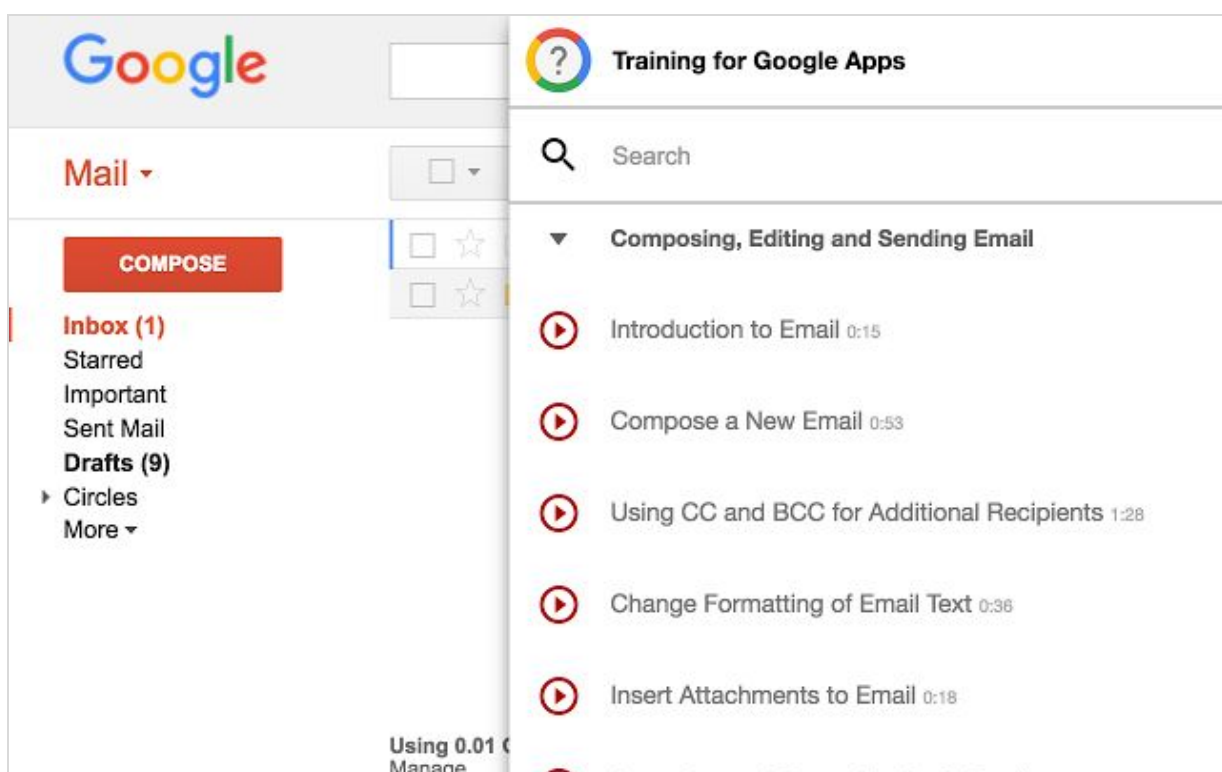 Google
Mail
COMPOSE
Inbox (1)
Starred
Important
Sent Mail
Drafts (9)
Circles
More
Using 0.01
Manage
?
Training for Google Apps
Search
Composing, Editing and Sending Email
Introduction to Email 0:15
Compose a New Email 0:53
Using CC and BCC for Additional Recipients 1:28
Change Formatting of Email Text 0:36
Insert Attachments to Email 0:18